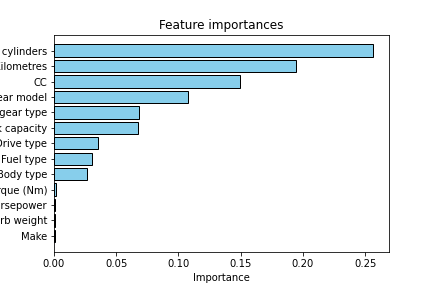 Feature importances
cylinders
ilometres
CC
ear model
gear type
capacity
Drive type
Fuel type
Body type
rque (Nm)
rsepower
rb weight
Make
0.00 0.05 0.10 0.15 0.20 0.25
Importance